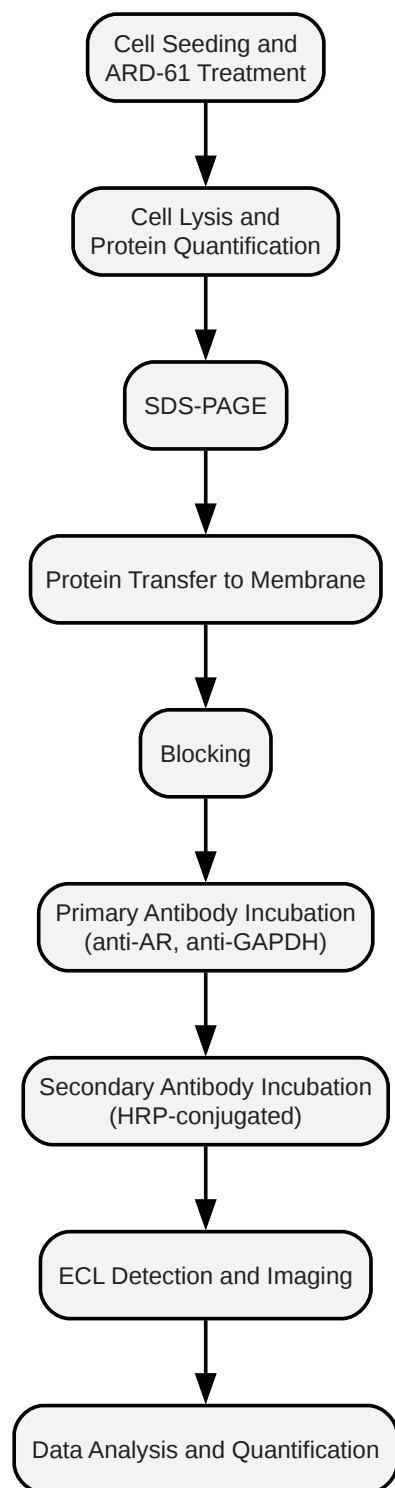 Cell Seeding and
ARD-61 Treatment
Cell Lysis and
Protein Quantification
SDS-PAGE
Protein Transfer to Membrane
Blocking
Primary Antibody Incubation
(anti-AR, anti-GAPDH)
Secondary Antibody Incubation
(HRP-conjugated)
ECL Detection and Imaging
Data Analysis and Quantification